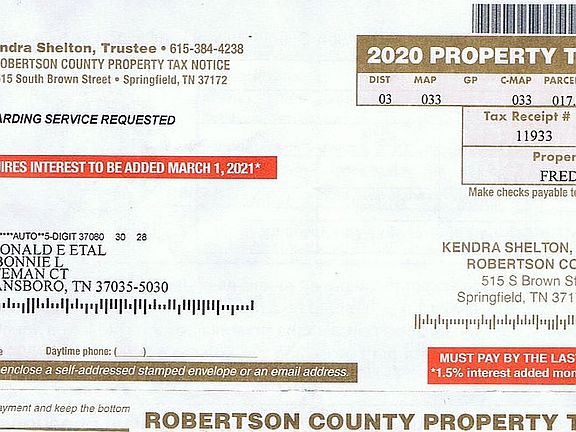 ndra Shelton, Trustee • 615-384-4238
OBERTSON COUNTY PROPERTY TAX NOTICE
15 South Brown Street • Springfield, TN 37172
ARDING SERVICE REQUESTED
IRES INTEREST TO BE ADDED MARCH 1, 2021*
****AUTO**5-DIGIT 37080 30 28
ONALD E ETAL
BONNIE L
TEMAN CT
ANSBORO, TN 37035-5030
e Daytime phone: ( )
enclose a self-addressed stamped envelope or an email address.
2020 PROPERTY T
DIST MAP GP C-MAP PARCE
03 033 033 017.
Tax Receipt #
11933
Proper
FRED
Make checks payable t
KENDRA SHELTON,
ROBERTSON CO
515 S Brown St
Springfield, TN 371
MUST PAY BY THE LAS
*1.5% interest added mon
ayment and keep the bottom
ROBERTSON COUNTY PROPERTY T